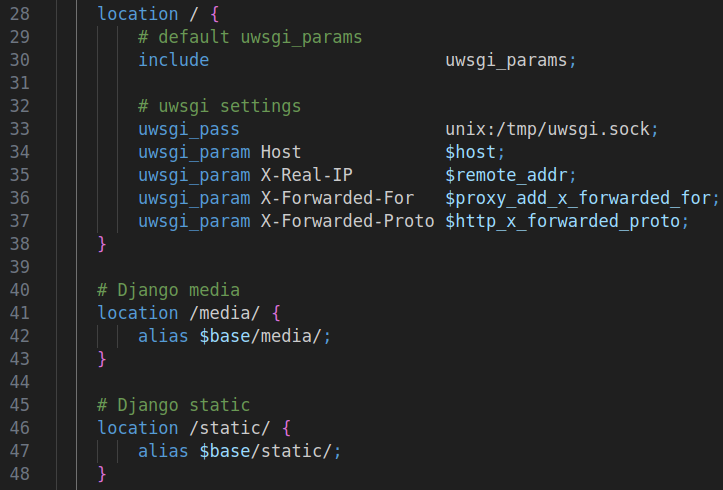 28 location / {
29 # default uwsgi_params
30 include uwsgi_params;
31
32 # uwsgi settings
33 uwsgi_pass unix:/tmp/uwsgi.sock;
34 uwsgi_param Host $host;
35 uwsgi_param X-Real-IP $remote_addr;
36 uwsgi_param X-Forwarded-For $proxy_add_x_forwarded_for;
37 uwsgi_param X-Forwarded-Proto $http_x_forwarded_proto;
38 }
39
40 # Django media
41 location /media/ {
42 alias $base/media/;
43 }
44
45 # Django static
46 location /static/ {
47 alias $base/static/;
48 }